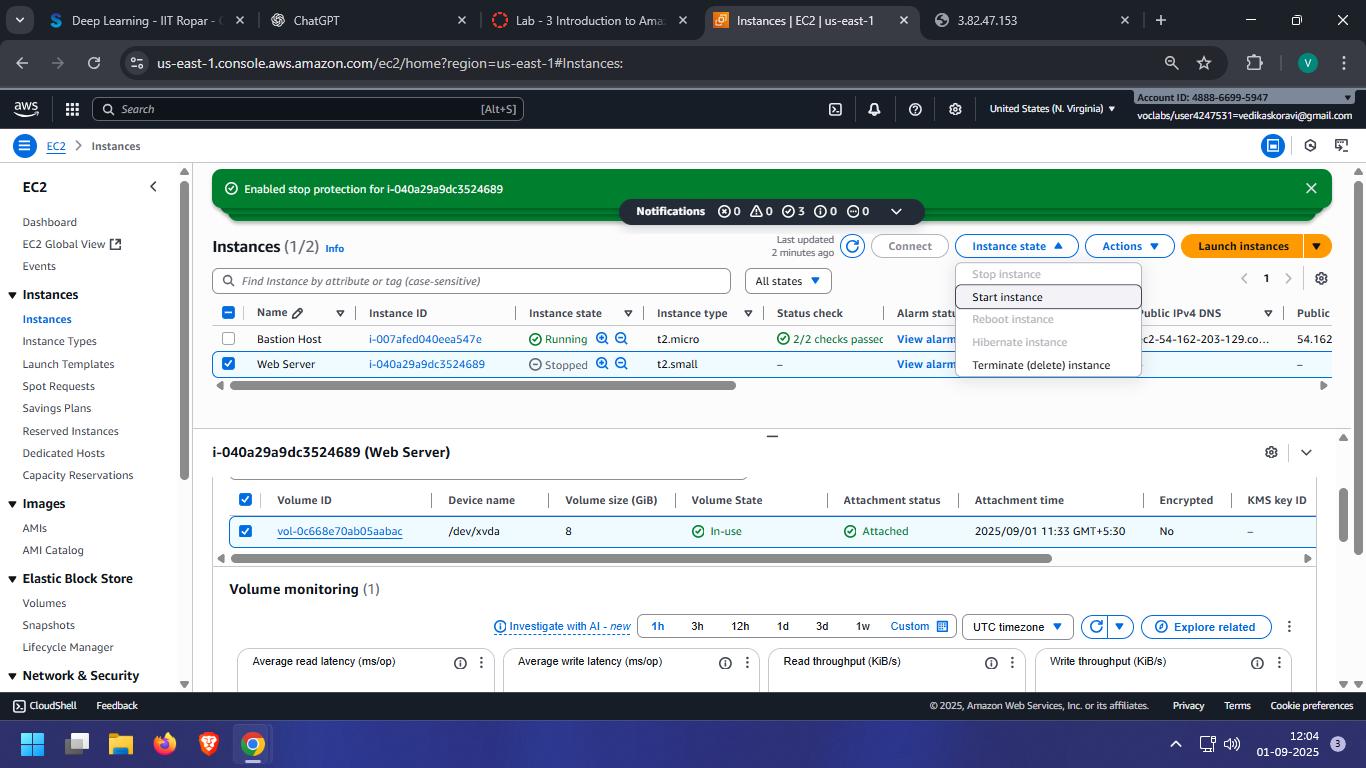 Deep Learning - IIT Ropar -
ChatGPT
Lab - 3 Introduction to Ama
Instances | EC2 | us-east-1
3.82.47.153
us-east-1.console.aws.amazon.com/ec2/home?region=us-east-1#Instances:
V
aws
Search
[Alt+S]
United States (N. Virginia)
Account ID: 4888-6699-5947
voclabs/user4247531=vedikaskoravi@gmail.com
EC2
Instances
EC2
Dashboard
EC2 Global View
Events
Instances
Instances
Instance Types
Launch Templates
Spot Requests
Savings Plans
Reserved Instances
Dedicated Hosts
Capacity Reservations
Images
AMIs
AMI Catalog
Elastic Block Store
Volumes
Snapshots
Lifecycle Manager
Network & Security
Enabled stop protection for i-040a29a9dc3524689
Notifications 0 0 3 0 0
Instances (1/2) Info
Last updated
2 minutes ago
Connect
Instance state
Actions
Launch instances
Stop instance
Start instance
Reboot instance
Hibernate instance
Terminate (delete) instance
Find Instance by attribute or tag (case-sensitive)
All states
1
Name Instance ID Instance state Instance type Status check Alarm statu Public IPv4 DNS Public
Bastion Host i-007afed040eea547e Running t2.micro 2/2 checks passec View alarm ec2-54-162-203-129.co... 54.162
Web Server i-040a29a9dc3524689 Stopped t2.small – View alarm –
i-040a29a9dc3524689 (Web Server)
Volume ID Device name Volume size (GiB) Volume State Attachment status Attachment time Encrypted KMS key ID
vol-0c668e70ab05aabac /dev/xvda 8 In-use Attached 2025/09/01 11:33 GMT+5:30 No –
Volume monitoring (1)
Investigate with AI - new
1h 3h 12h 1d 3d 1w Custom
UTC timezone
Explore related
Average read latency (ms/op)
Average write latency (ms/op)
Read throughput (KiB/s)
Write throughput (KiB/s)
CloudShell Feedback
© 2025, Amazon Web Services, Inc. or its affiliates. Privacy Terms Cookie preferences
12:04
01-09-2025
3